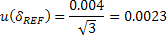 u(δ_REF) = 0.004/√3 = 0.0023